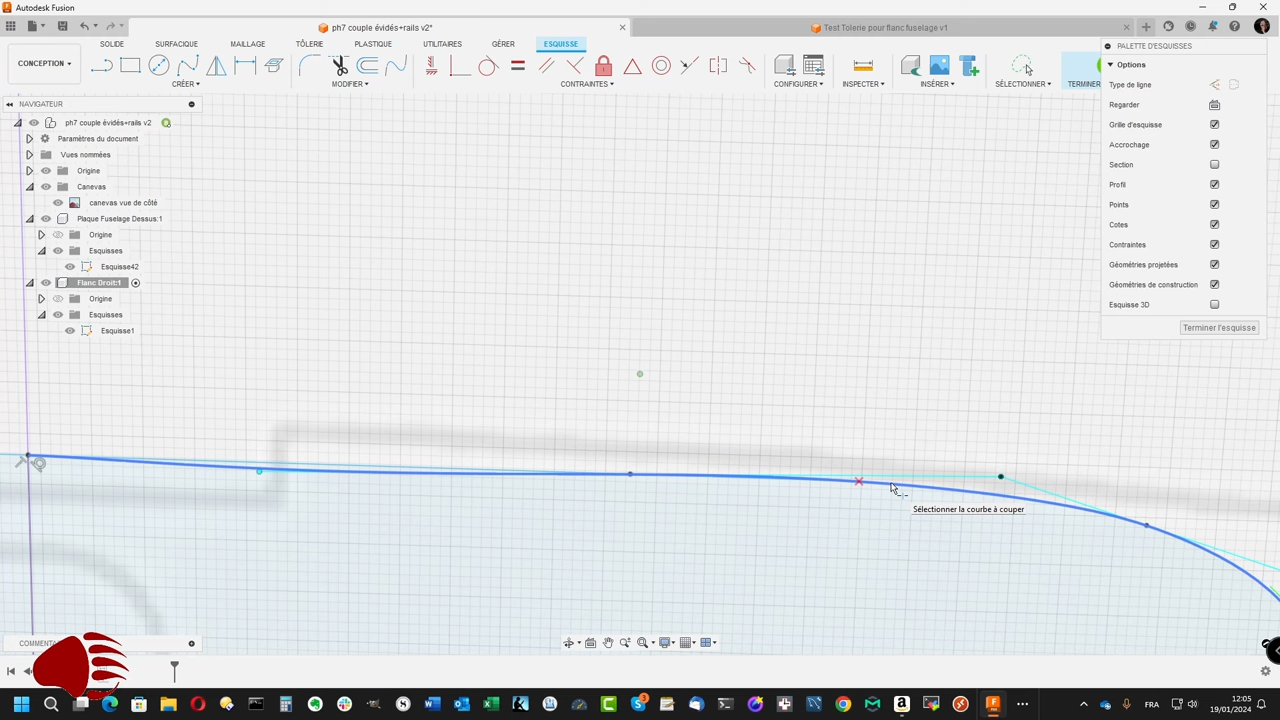 Autodesk Fusion
ph7 couple évidés+rails v2*
Test Tolerie pour flanc fuselage v1
CONCEPTION
SOLIDE
SURFACIQUE
MAILLAGE
TÔLERIE
PLASTIQUE
UTILITAIRES
GÉRER
ESQUISSE
CRÉER
MODIFIER
CONTRAINTES
CONFIGURER
INSPECTER
INSÉRER
SÉLECTIONNER
TERMINER
NAVIGATEUR
ph7 couple évidés+rails v2
Paramètres du document
Vues nommées
Origine
Canevas
canevas vue de côté
Plaque Fuselage Dessus:1
Origine
Esquisses
Esquisse42
Flanc Droit:1
Origine
Esquisses
Esquisse1
PALETTE D'ESQUISSES
Options
Type de ligne
Regarder
Grille d'esquisse
Accrochage
Section
Profil
Points
Cotes
Contraintes
Géométries projetées
Géométries de construction
Esquisse 3D
Terminer l'esquisse
Sélectionner la courbe à couper
FRA
12:05
19/01/2024